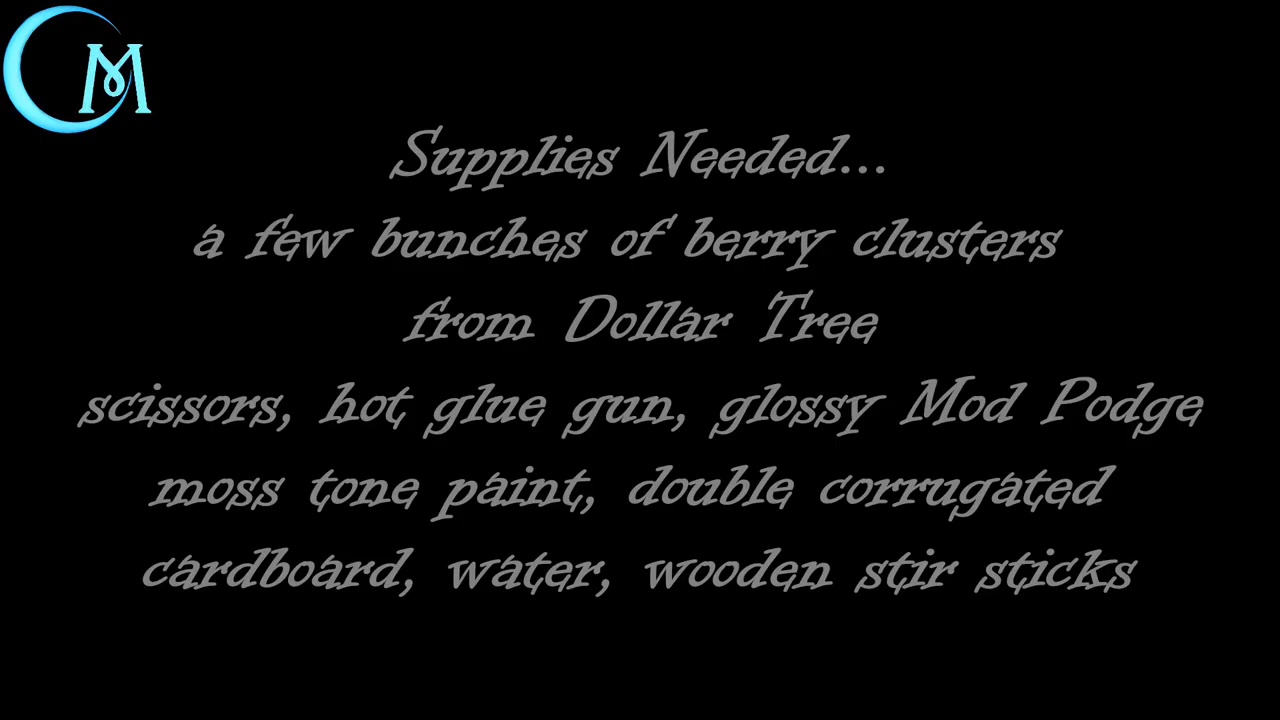 M
Supplies Needed...
a few bunches of berry clusters
from Dollar Tree
scissors, hot glue gun, glossy Mod Podge
moss tone paint, double corrugated
cardboard, water, wooden stir sticks